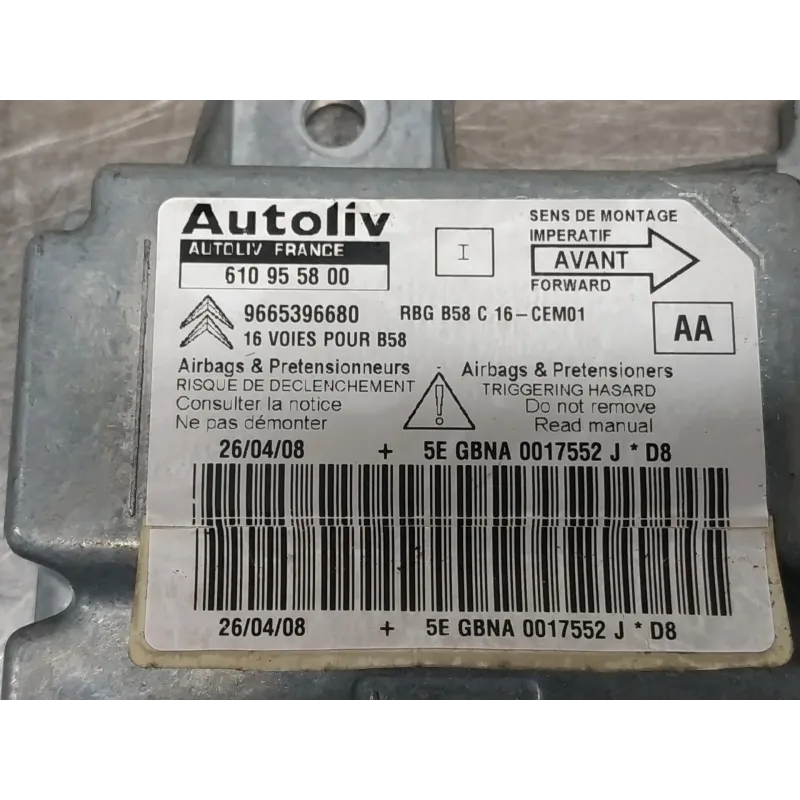 Autoliv
AUTOLIV FRANCE
610 95 58 00
I
SENS DE MONTAGE
IMPERATIF
AVANT
FORWARD
9665396680 RBG B58 C 16-CEM01
16 VOIES POUR B58
AA
Airbags & Pretensionneurs
RISQUE DE DECLENCHEMENT
Consulter la notice
Ne pas démonter
!
Airbags & Pretensioners
TRIGGERING HASARD
Do not remove
Read manual
26/04/08 + 5E GBNA 0017552 J * D8
26/04/08 + 5E GBNA 0017552 J * D8